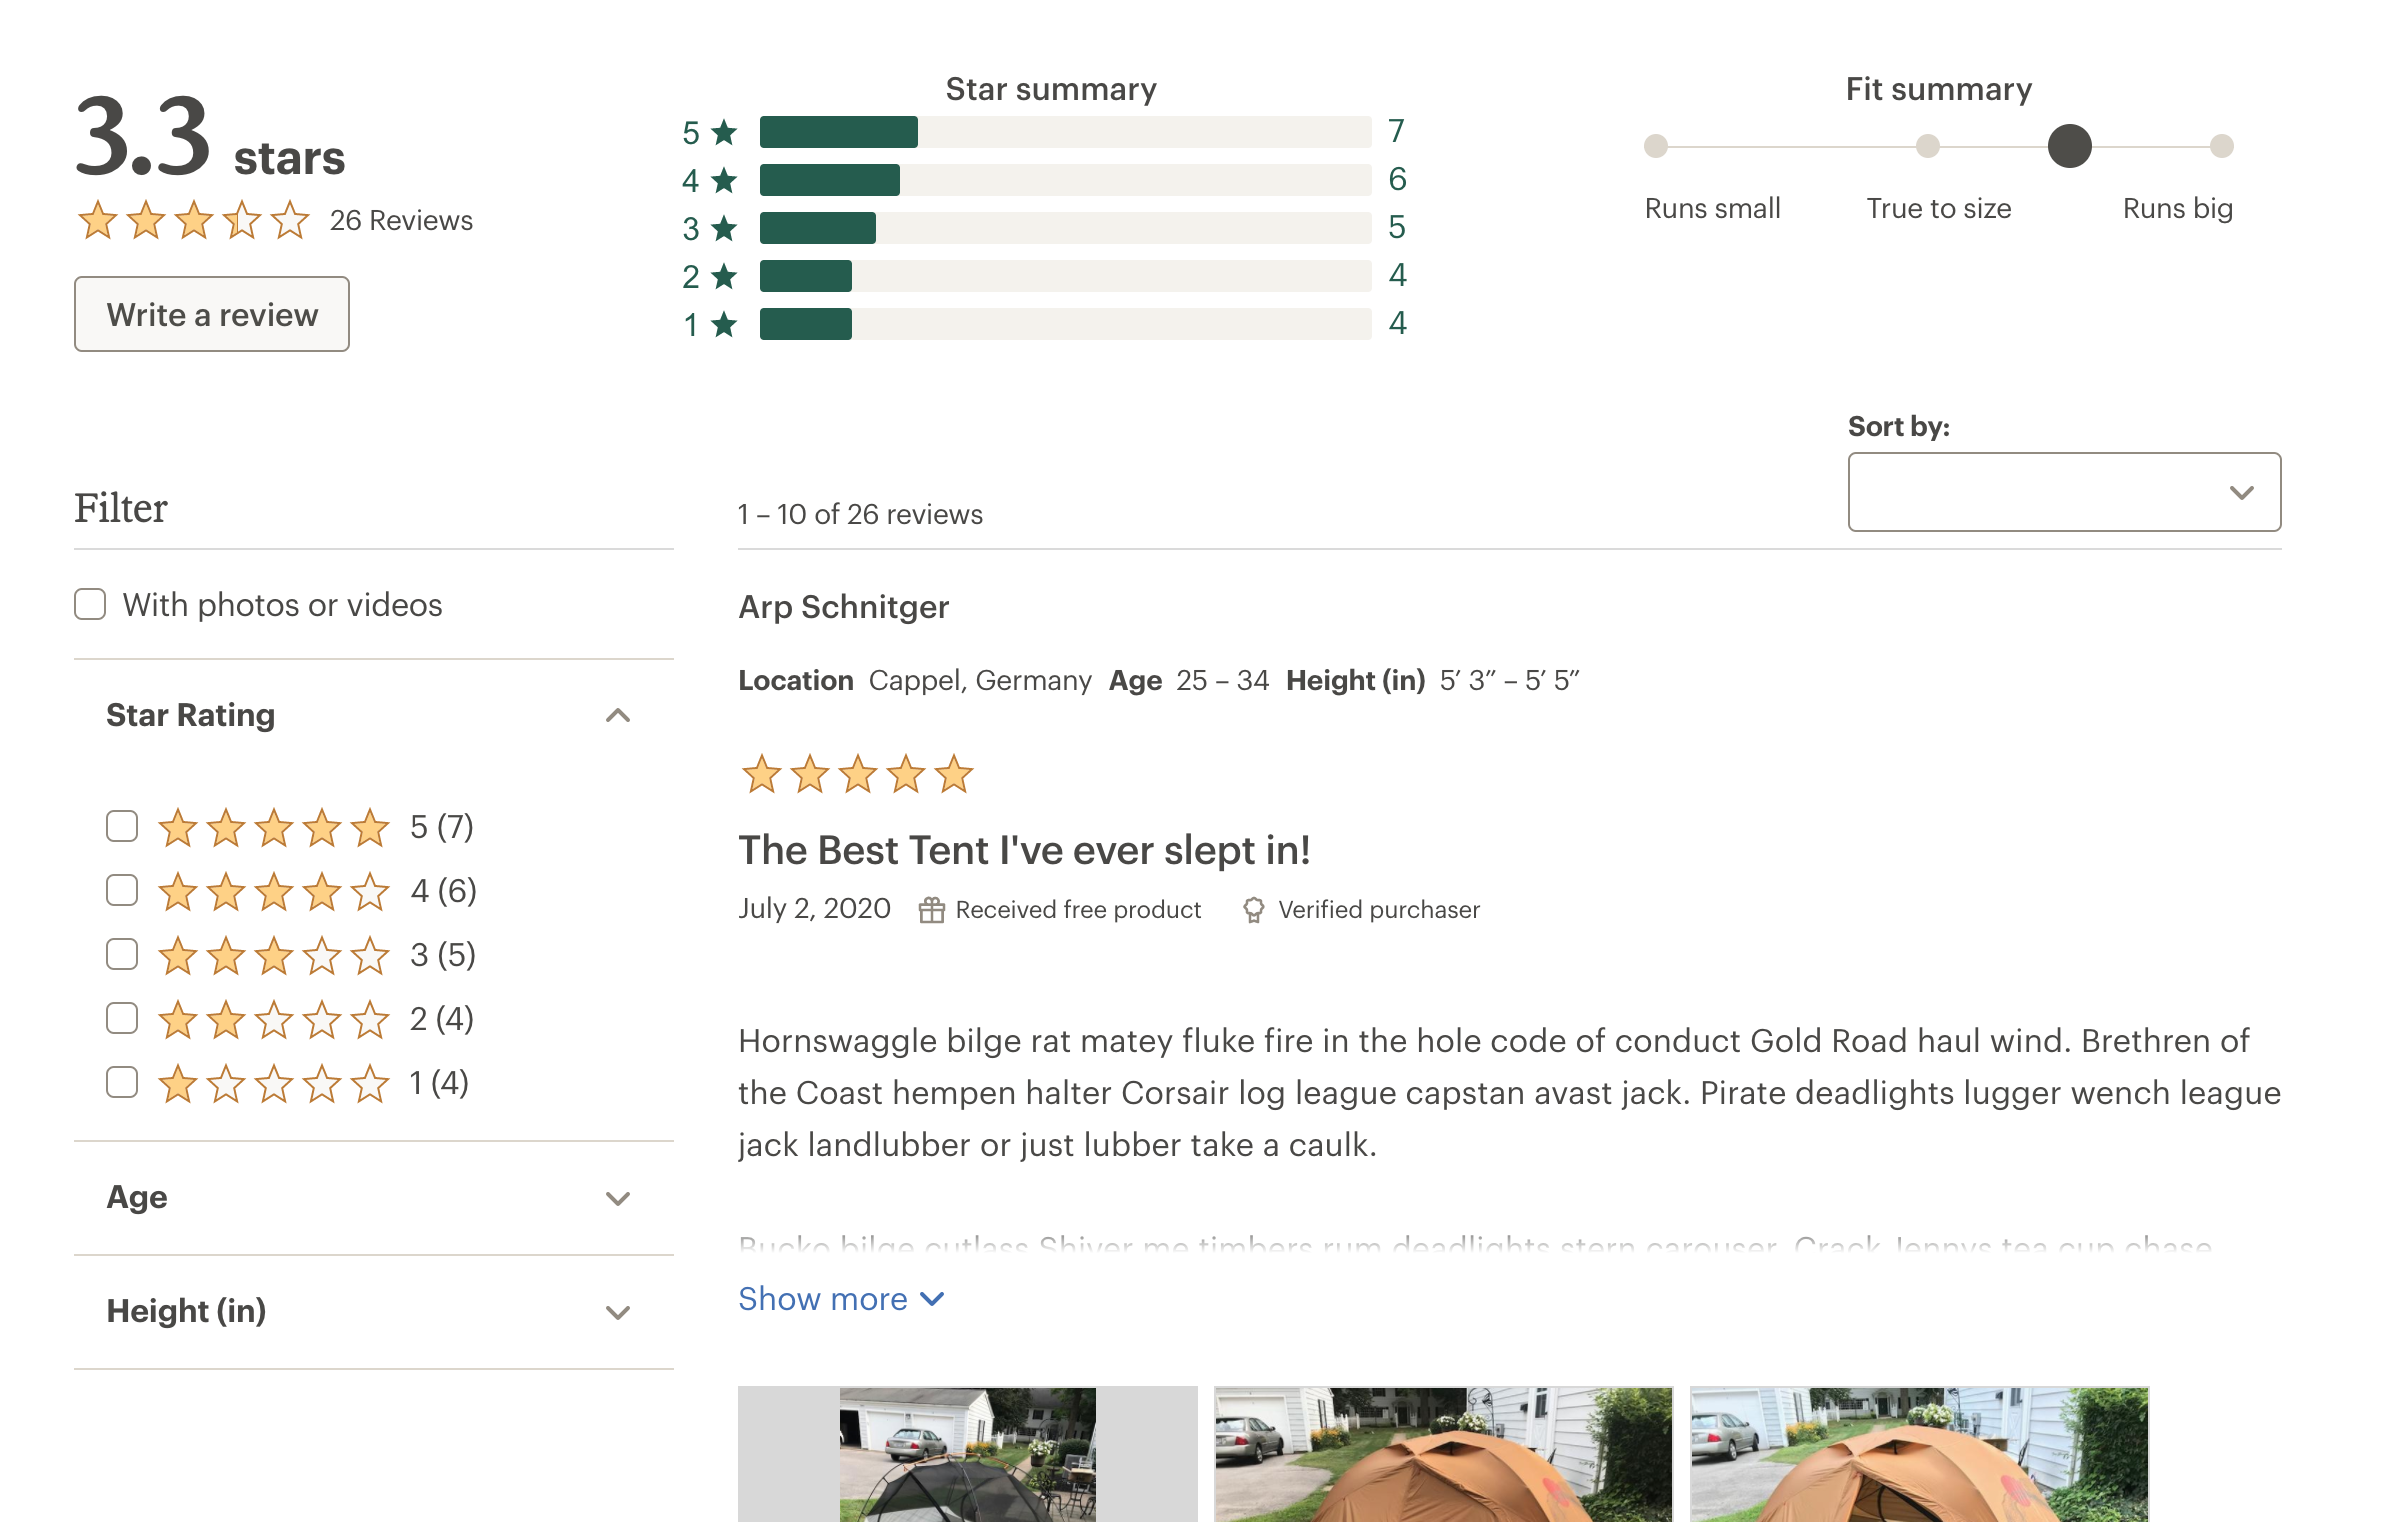 3.3 stars
26 Reviews
Write a review
Star summary
5 7
4 6
3 5
2 4
1 4
Fit summary
Runs small True to size Runs big
Sort by:
Filter
With photos or videos
Star Rating
5 (7)
4 (6)
3 (5)
2 (4)
1 (4)
Age
Height (in)
1 – 10 of 26 reviews
Arp Schnitger
Location Cappel, Germany Age 25 – 34 Height (in) 5′ 3″ – 5′ 5″
The Best Tent I've ever slept in!
July 2, 2020 Received free product Verified purchaser
Hornswaggle bilge rat matey fluke fire in the hole code of conduct Gold Road haul wind. Brethren of
the Coast hempen halter Corsair log league capstan avast jack. Pirate deadlights lugger wench league
jack landlubber or just lubber take a caulk.
Bucko bilge cutlass Shiver me timbers rum deadlights stern carouser. Crack Jennys tea cup chase
Show more